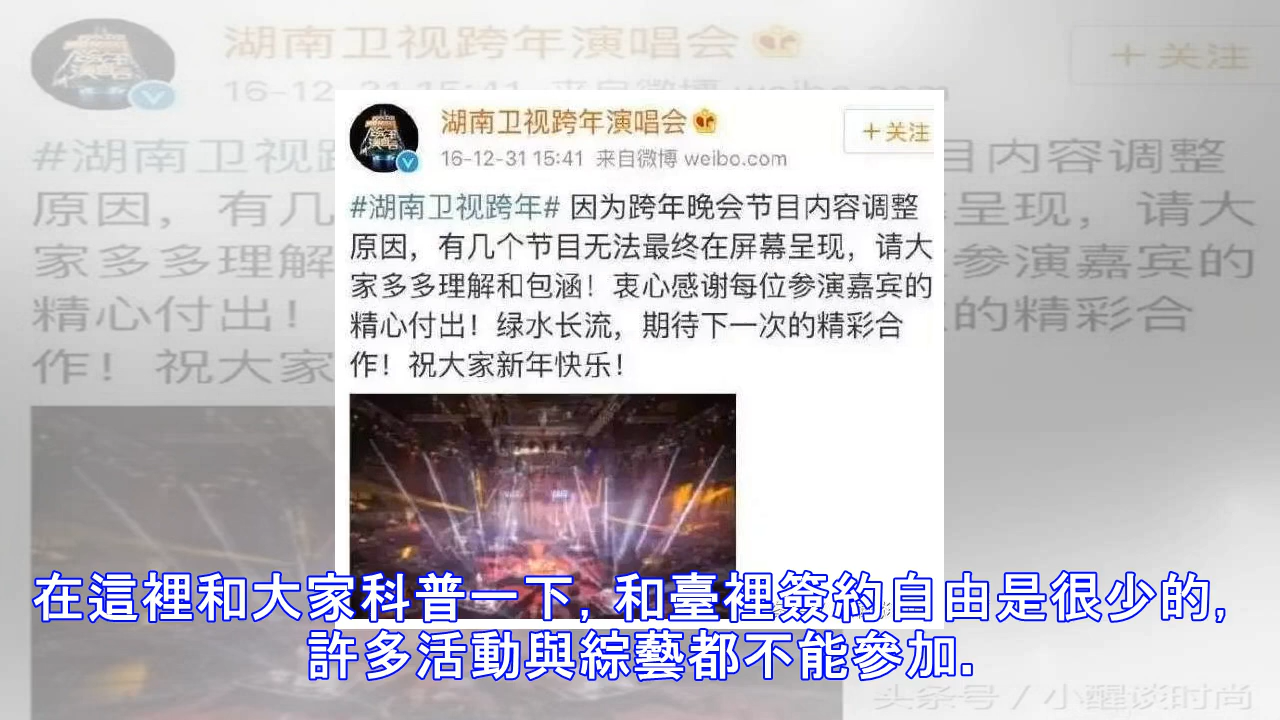 湖南卫视跨年演唱会
+关注
16-12-31 15:41 来自微博 weibo.com
#湖南卫视跨年# 因为跨年晚会节目内容调整
原因，有几个节目无法最终在屏幕呈现，请大
家多多理解和包涵！衷心感谢每位参演嘉宾的
精心付出！绿水长流，期待下一次的精彩合
作！祝大家新年快乐！
在這裡和大家科普一下,和臺裡簽約自由是很少的,
許多活動與綜藝都不能參加.
头条号 / 小醒谈时尚